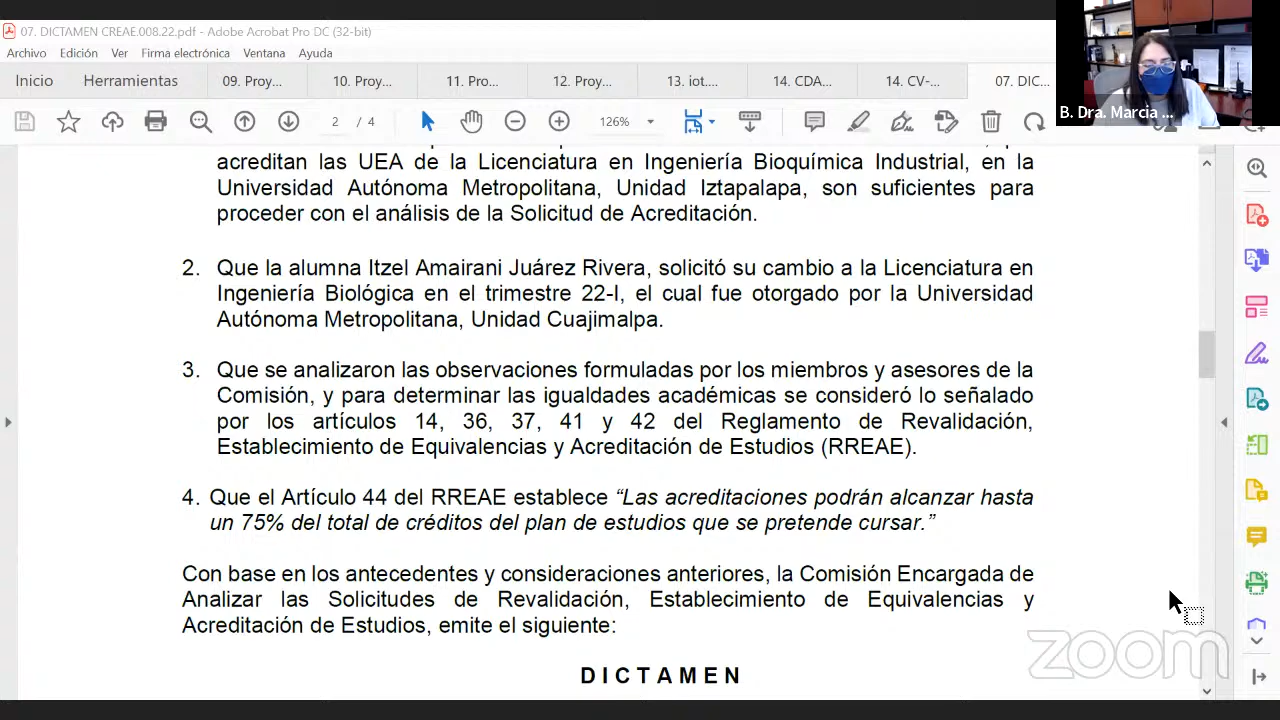 07. DICTAMEN CREAE.008.22.pdf - Adobe Acrobat Pro DC (32-bit)
Archivo Edición Ver Firma electrónica Ventana Ayuda
Inicio Herramientas 09. Proy... 10. Proy... 11. Pro... 12. Proy... 13. iot... 14. CDA... 14. CV-... 07. DIC...
B. Dra. Marcia ...
2 / 4 126%
acreditan las UEA de la Licenciatura en Ingeniería Bioquímica Industrial, en la
Universidad Autónoma Metropolitana, Unidad Iztapalapa, son suficientes para
proceder con el análisis de la Solicitud de Acreditación.
2. Que la alumna Itzel Amairani Juárez Rivera, solicitó su cambio a la Licenciatura en
Ingeniería Biológica en el trimestre 22-I, el cual fue otorgado por la Universidad
Autónoma Metropolitana, Unidad Cuajimalpa.
3. Que se analizaron las observaciones formuladas por los miembros y asesores de la
Comisión, y para determinar las igualdades académicas se consideró lo señalado
por los artículos 14, 36, 37, 41 y 42 del Reglamento de Revalidación,
Establecimiento de Equivalencias y Acreditación de Estudios (RREAE).
4. Que el Artículo 44 del RREAE establece “Las acreditaciones podrán alcanzar hasta
un 75% del total de créditos del plan de estudios que se pretende cursar.”
Con base en los antecedentes y consideraciones anteriores, la Comisión Encargada de
Analizar las Solicitudes de Revalidación, Establecimiento de Equivalencias y
Acreditación de Estudios, emite el siguiente:
D I C T A M E N
zoom